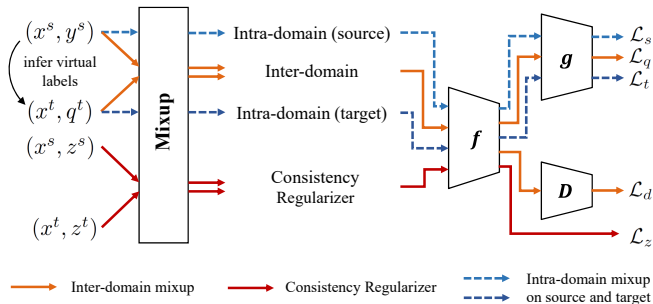 (x^s, y^s)
infer virtual
labels
(x^t, q^t)
(x^s, z^s)
(x^t, z^t)
Mixup
Intra-domain (source)
Inter-domain
Intra-domain (target)
Consistency
Regularizer
f
g
D
ℒ_s
ℒ_q
ℒ_t
ℒ_d
ℒ_z
Inter-domain mixup
Consistency Regularizer
Intra-domain mixup
on source and target